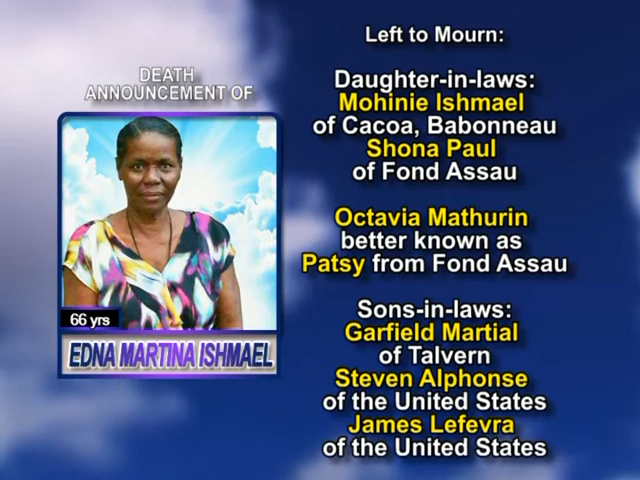 DEATH
ANNOUNCEMENT OF
66 yrs
EDNA MARTINA ISHMAEL
Left to Mourn:
Daughter-in-laws:
Mohinie Ishmael
of Cacoa, Babonneau
Shona Paul
of Fond Assau
Octavia Mathurin
better known as
Patsy from Fond Assau
Sons-in-laws:
Garfield Martial
of Talvern
Steven Alphonse
of the United States
James Lefevra
of the United States